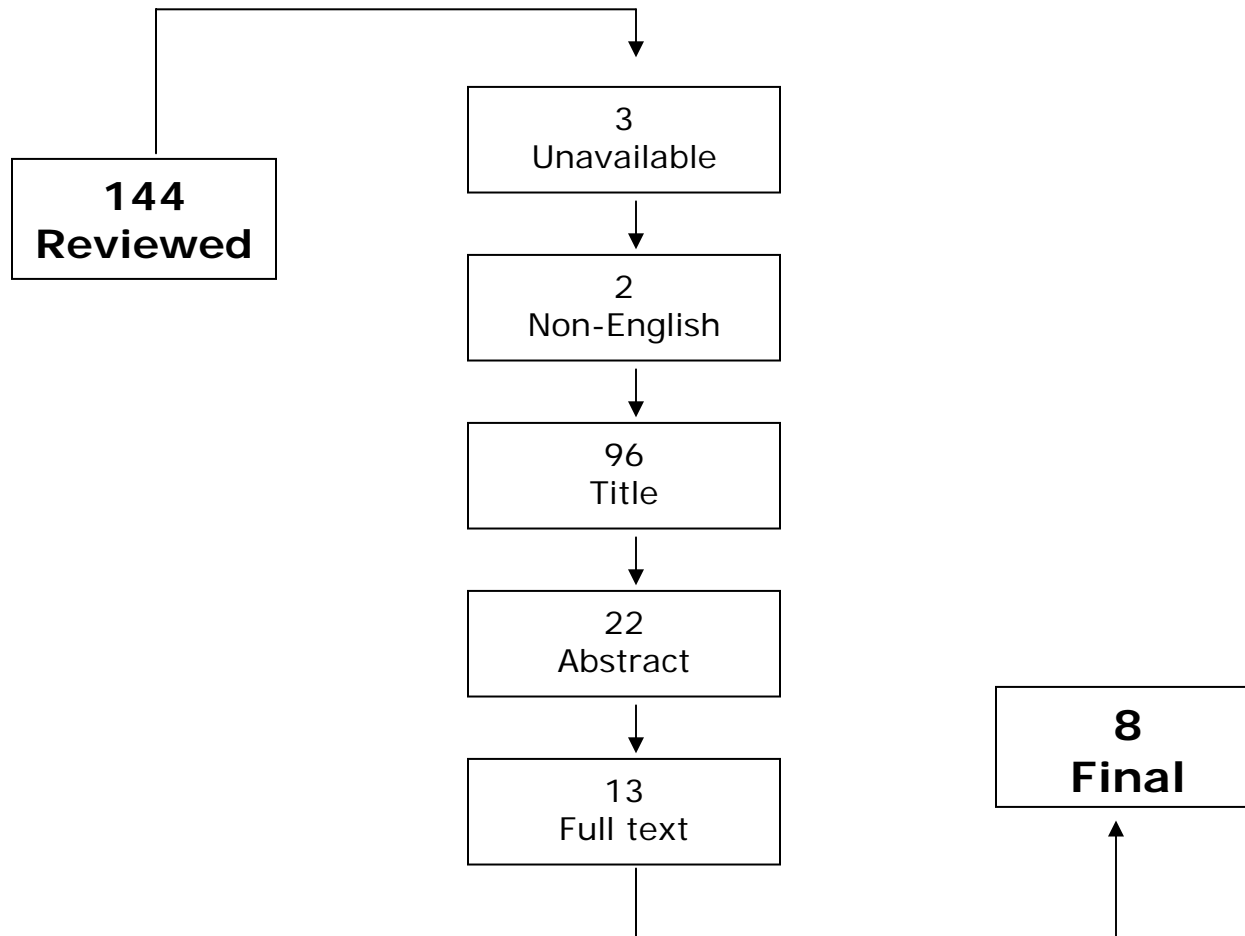 144
Reviewed
3
Unavailable
2
Non-English
96
Title
22
Abstract
13
Full text
8
Final